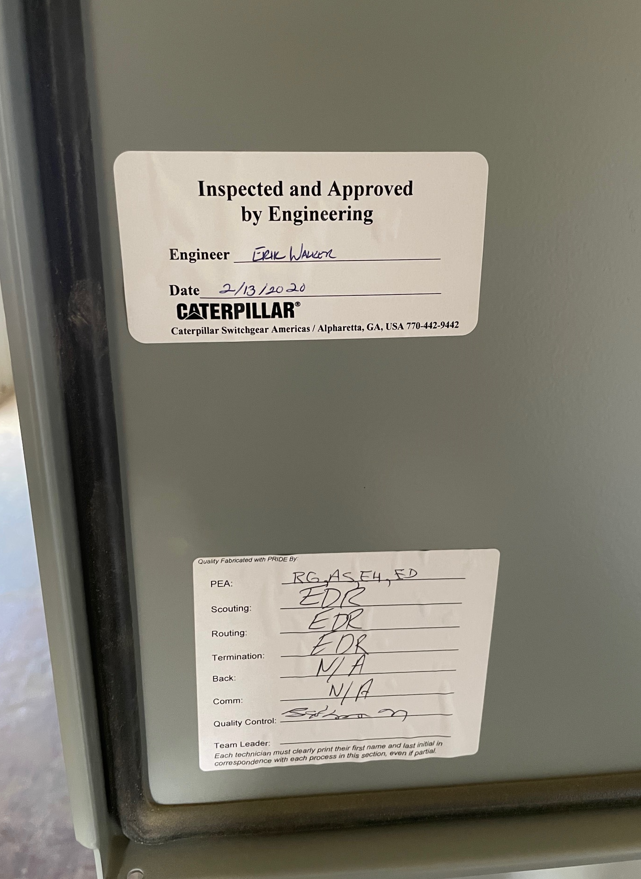 Inspected and Approved
by Engineering
Engineer ERIK WALKER
Date 2/13/2020
CATERPILLAR®
Caterpillar Switchgear Americas / Alpharetta, GA, USA 770-442-9442
Quality Fabricated with PRIDE By
PEA: RG, AS, E4, ED
Scouting: EDR
Routing: EDR
Termination: EDR
Back: N/A
Comm: N/A
Quality Control:
Team Leader:
Each technician must clearly print their first name and last initial in
correspondence with each process in this section, even if partial.